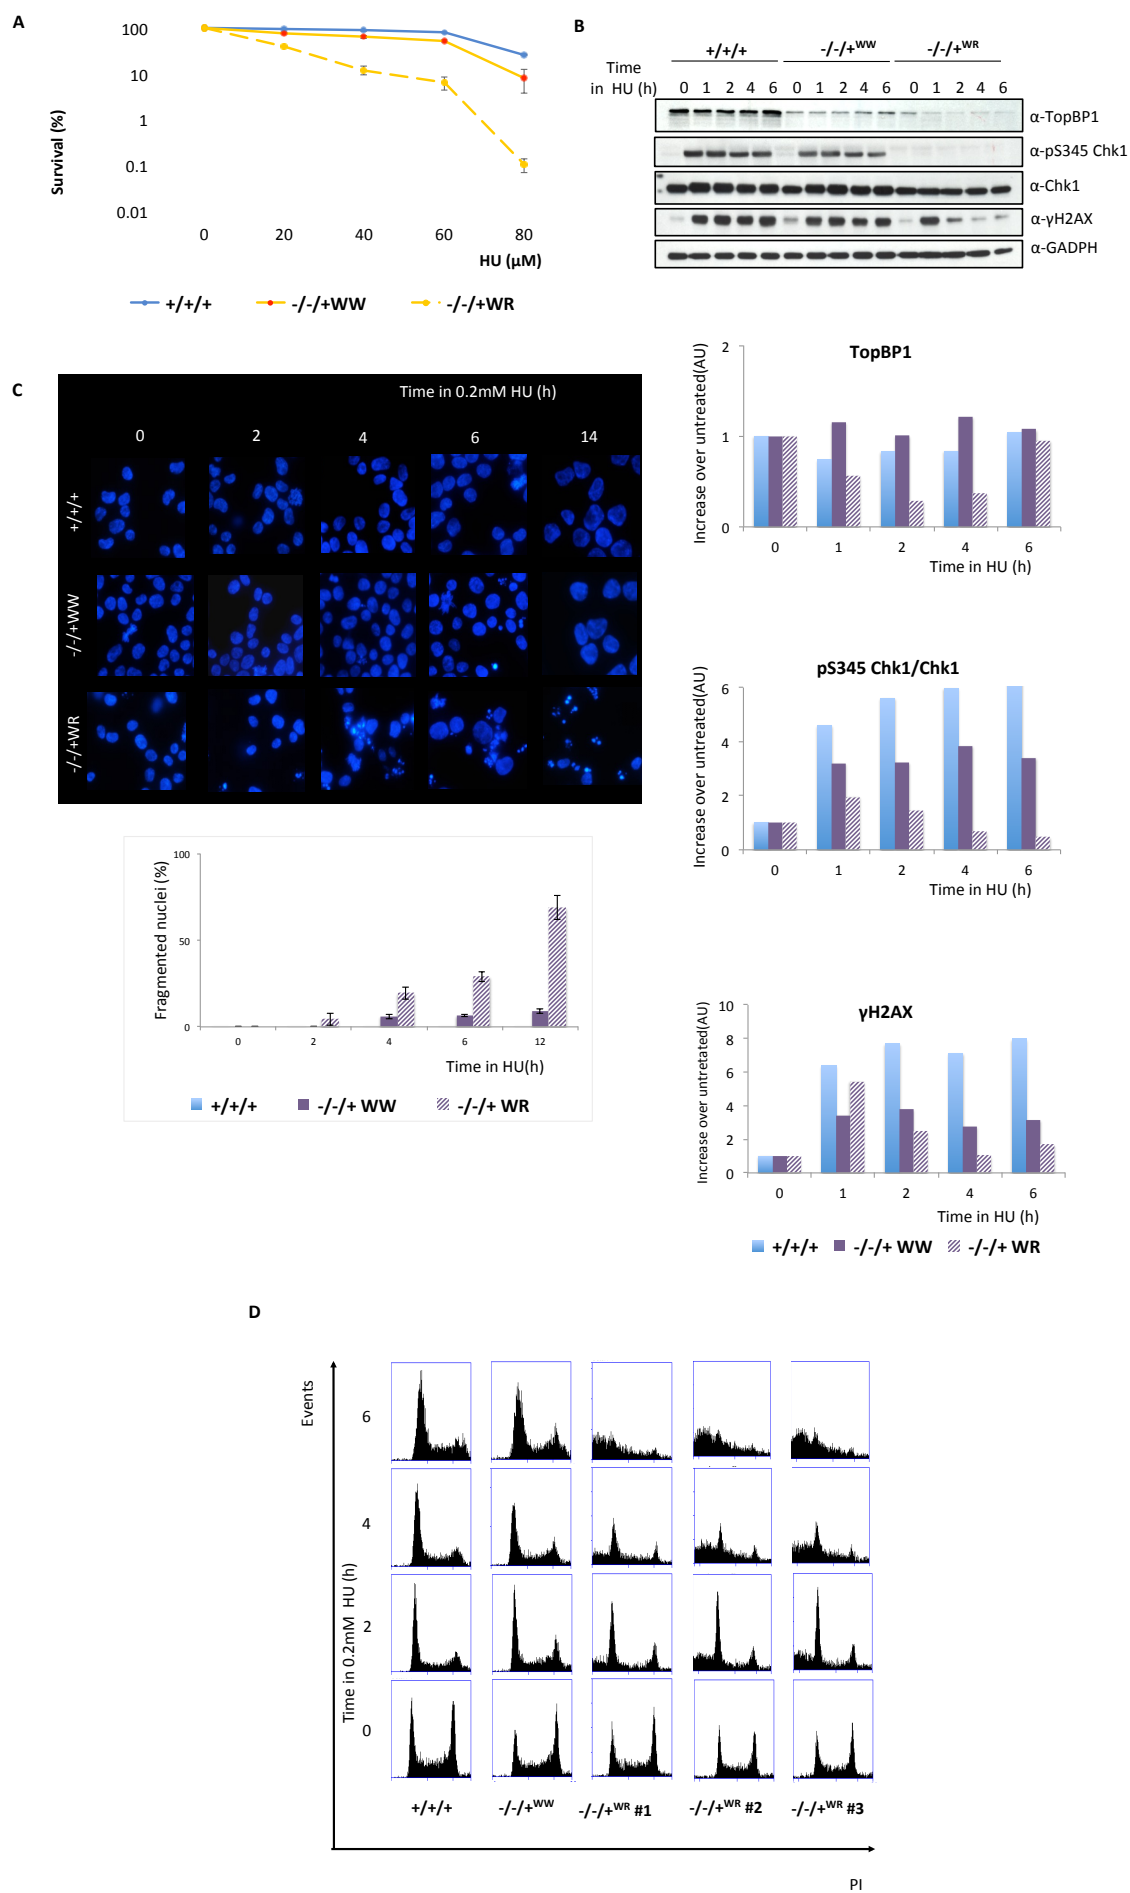 A
100
10
1
0.1
0.01
Survival (%)
0 20 40 60 80
HU (μM)
+/+/+ -/-/+WW -/-/+WR
B
+/+/+ -/-/+WW -/-/+WR
Time
in HU (h) 0 1 2 4 6 0 1 2 4 6 0 1 2 4 6
α-TopBP1
α-pS345 Chk1
α-Chk1
α-γH2AX
α-GADPH
TopBP1
Increase over untreated(AU)
2
1
0
0 1 2 4 6
Time in HU (h)
pS345 Chk1/Chk1
Increase over untreated(AU)
6
4
2
0
0 1 2 4 6
Time in HU (h)
γH2AX
Increase over untretated(AU)
10
8
6
4
2
0
0 1 2 4 6
Time in HU (h)
+/+/+ -/-/+ WW -/-/+ WR
C
Time in 0.2mM HU (h)
0 2 4 6 14
+/+/+
-/-/+WW
-/-/+WR
Fragmented nuclei (%)
100
50
0
0 2 4 6 12
Time in HU(h)
+/+/+ -/-/+ WW -/-/+ WR
D
Events
6
4
2
0
Time in 0.2mM HU (h)
+/+/+ -/-/+WW -/-/+WR #1 -/-/+WR #2 -/-/+WR #3
PI